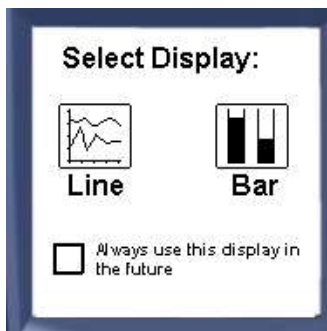 Select Display:
Line Bar
Always use this display in
the future